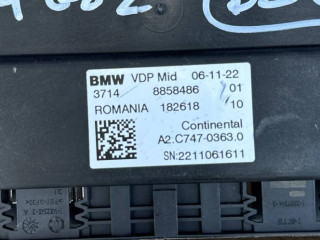 BMW VDP Mid 06-11-22
3714 8858486 01
ROMANIA 182618 10
Continental
A2.C747-0363.0
SN:2211061611